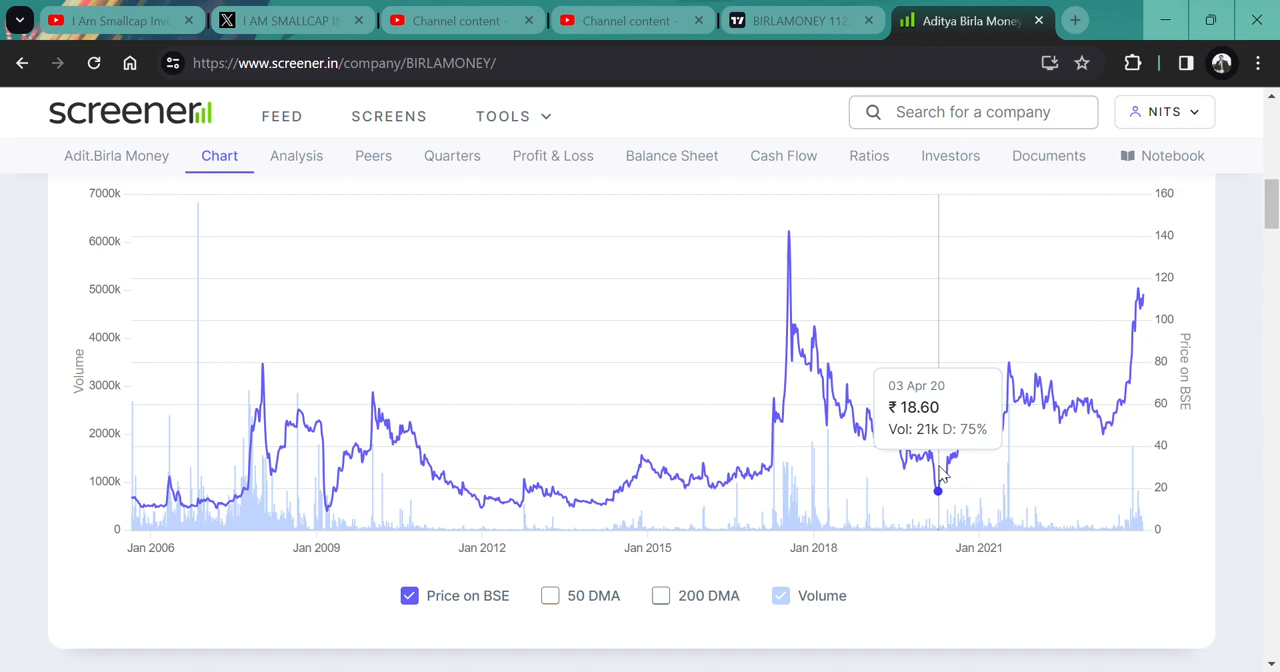 I Am Smallcap Inve
I AM SMALLCAP IN
Channel content -
Channel content -
BIRLAMONEY 112.
Aditya Birla Money
https://www.screener.in/company/BIRLAMONEY/
screener
FEED
SCREENS
TOOLS
Search for a company
NITS
Adit.Birla Money
Chart
Analysis
Peers
Quarters
Profit & Loss
Balance Sheet
Cash Flow
Ratios
Investors
Documents
Notebook
7000k
6000k
5000k
4000k
3000k
2000k
1000k
0
Volume
160
140
120
100
80
60
40
20
0
Price on BSE
03 Apr 20
₹ 18.60
Vol: 21k D: 75%
Jan 2006
Jan 2009
Jan 2012
Jan 2015
Jan 2018
Jan 2021
Price on BSE
50 DMA
200 DMA
Volume